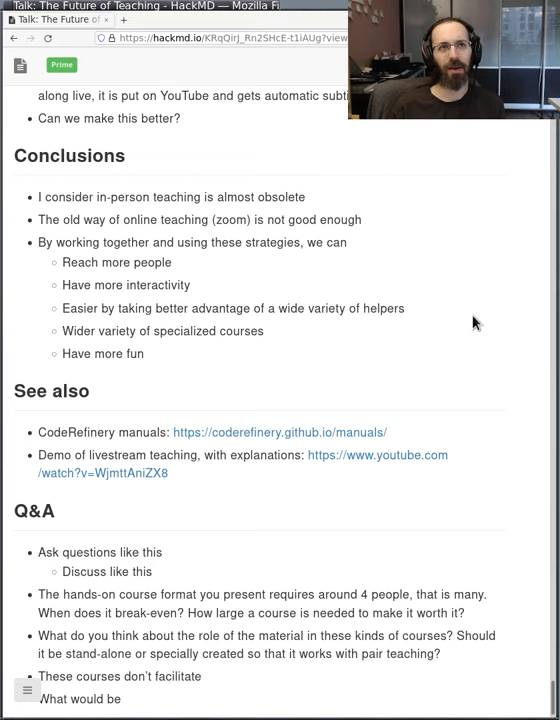 Talk: The Future of Teaching - HackMD — Mozilla Fi
Talk: The Future of
https://hackmd.io/KRqQirJ_Rn2SHcE-t1iAUg?view
Prime
along live, it is put on YouTube and gets automatic subti
Can we make this better?
Conclusions
I consider in-person teaching is almost obsolete
The old way of online teaching (zoom) is not good enough
By working together and using these strategies, we can
Reach more people
Have more interactivity
Easier by taking better advantage of a wide variety of helpers
Wider variety of specialized courses
Have more fun
See also
CodeRefinery manuals: https://coderefinery.github.io/manuals/
Demo of livestream teaching, with explanations: https://www.youtube.com
/watch?v=WjmttAniZX8
Q&A
Ask questions like this
Discuss like this
The hands-on course format you present requires around 4 people, that is many.
When does it break-even? How large a course is needed to make it worth it?
What do you think about the role of the material in these kinds of courses? Should
it be stand-alone or specially created so that it works with pair teaching?
These courses don't facilitate
What would be